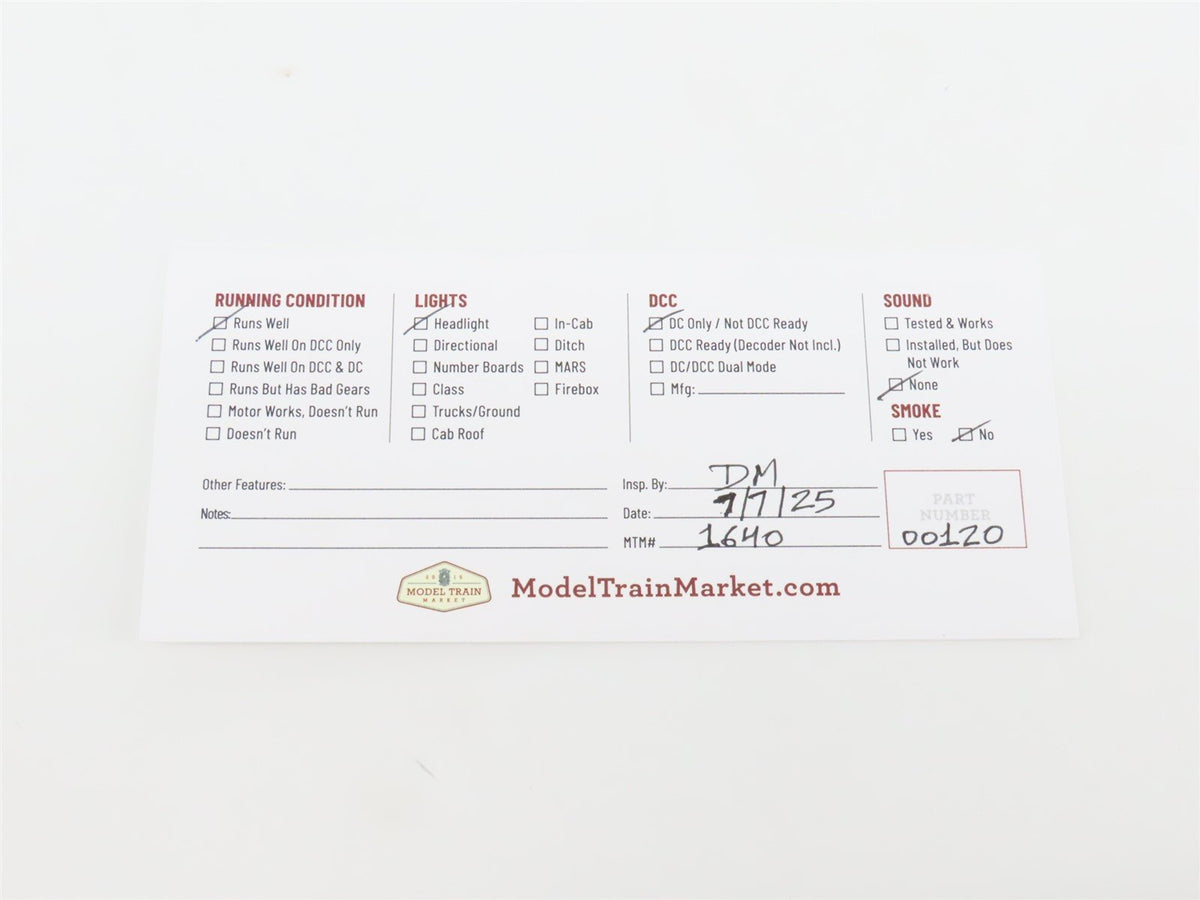 RUNNING CONDITION
Runs Well
Runs Well On DCC Only
Runs Well On DCC & DC
Runs But Has Bad Gears
Motor Works, Doesn't Run
Doesn't Run
LIGHTS
Headlight
Directional
Number Boards
Class
Trucks/Ground
Cab Roof
In-Cab
Ditch
MARS
Firebox
DCC
DC Only / Not DCC Ready
DCC Ready (Decoder Not Incl.)
DC/DCC Dual Mode
Mfg:
SOUND
Tested & Works
Installed, But Does
Not Work
None
SMOKE
Yes No
Other Features:
Notes:
Insp. By: DM
Date: 7/7/25
MTM# 1640
PART
NUMBER
00120
2015
MODEL TRAIN
MARKET
ModelTrainMarket.com